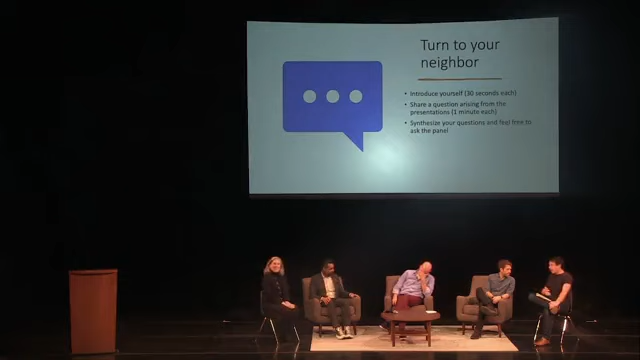 Turn to your
neighbor
• Introduce yourself (30 seconds each)
• Share a question arising from the
presentations (1 minute each)
• Synthesize your questions and feel free to
ask the panel